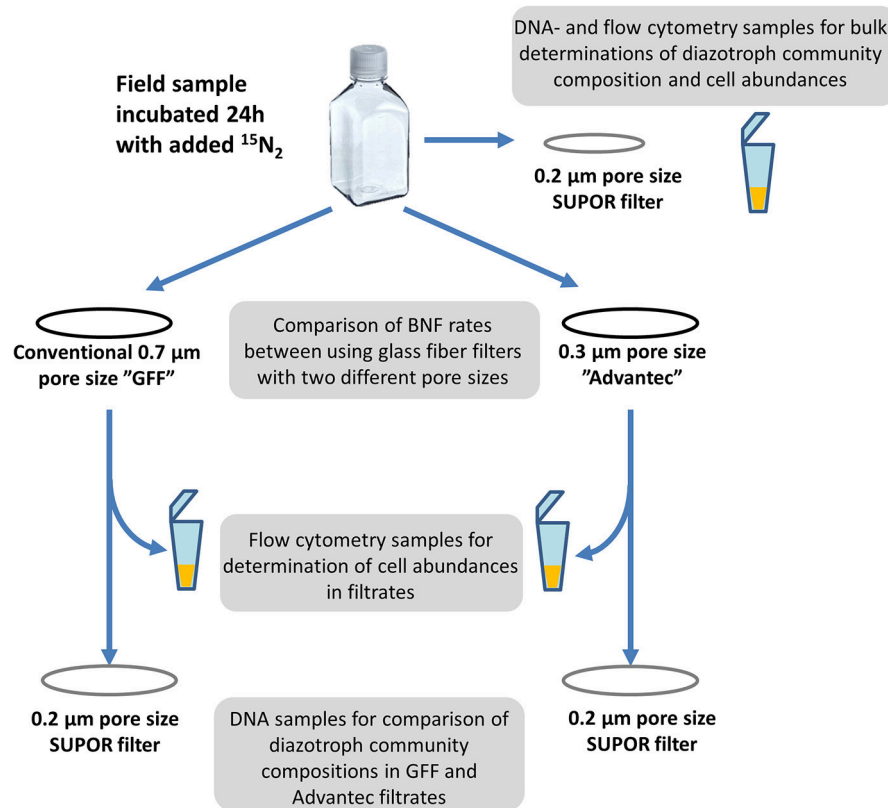 DNA- and flow cytometry samples for bulk
determinations of diazotroph community
composition and cell abundances
Field sample
incubated 24h
with added ¹⁵N₂
0.2 µm pore size
SUPOR filter
Conventional 0.7 µm
pore size ”GFF”
Comparison of BNF rates
between using glass fiber filters
with two different pore sizes
0.3 µm pore size
”Advantec”
Flow cytometry samples for
determination of cell abundances
in filtrates
0.2 µm pore size
SUPOR filter
DNA samples for comparison of
diazotroph community
compositions in GFF and
Advantec filtrates
0.2 µm pore size
SUPOR filter